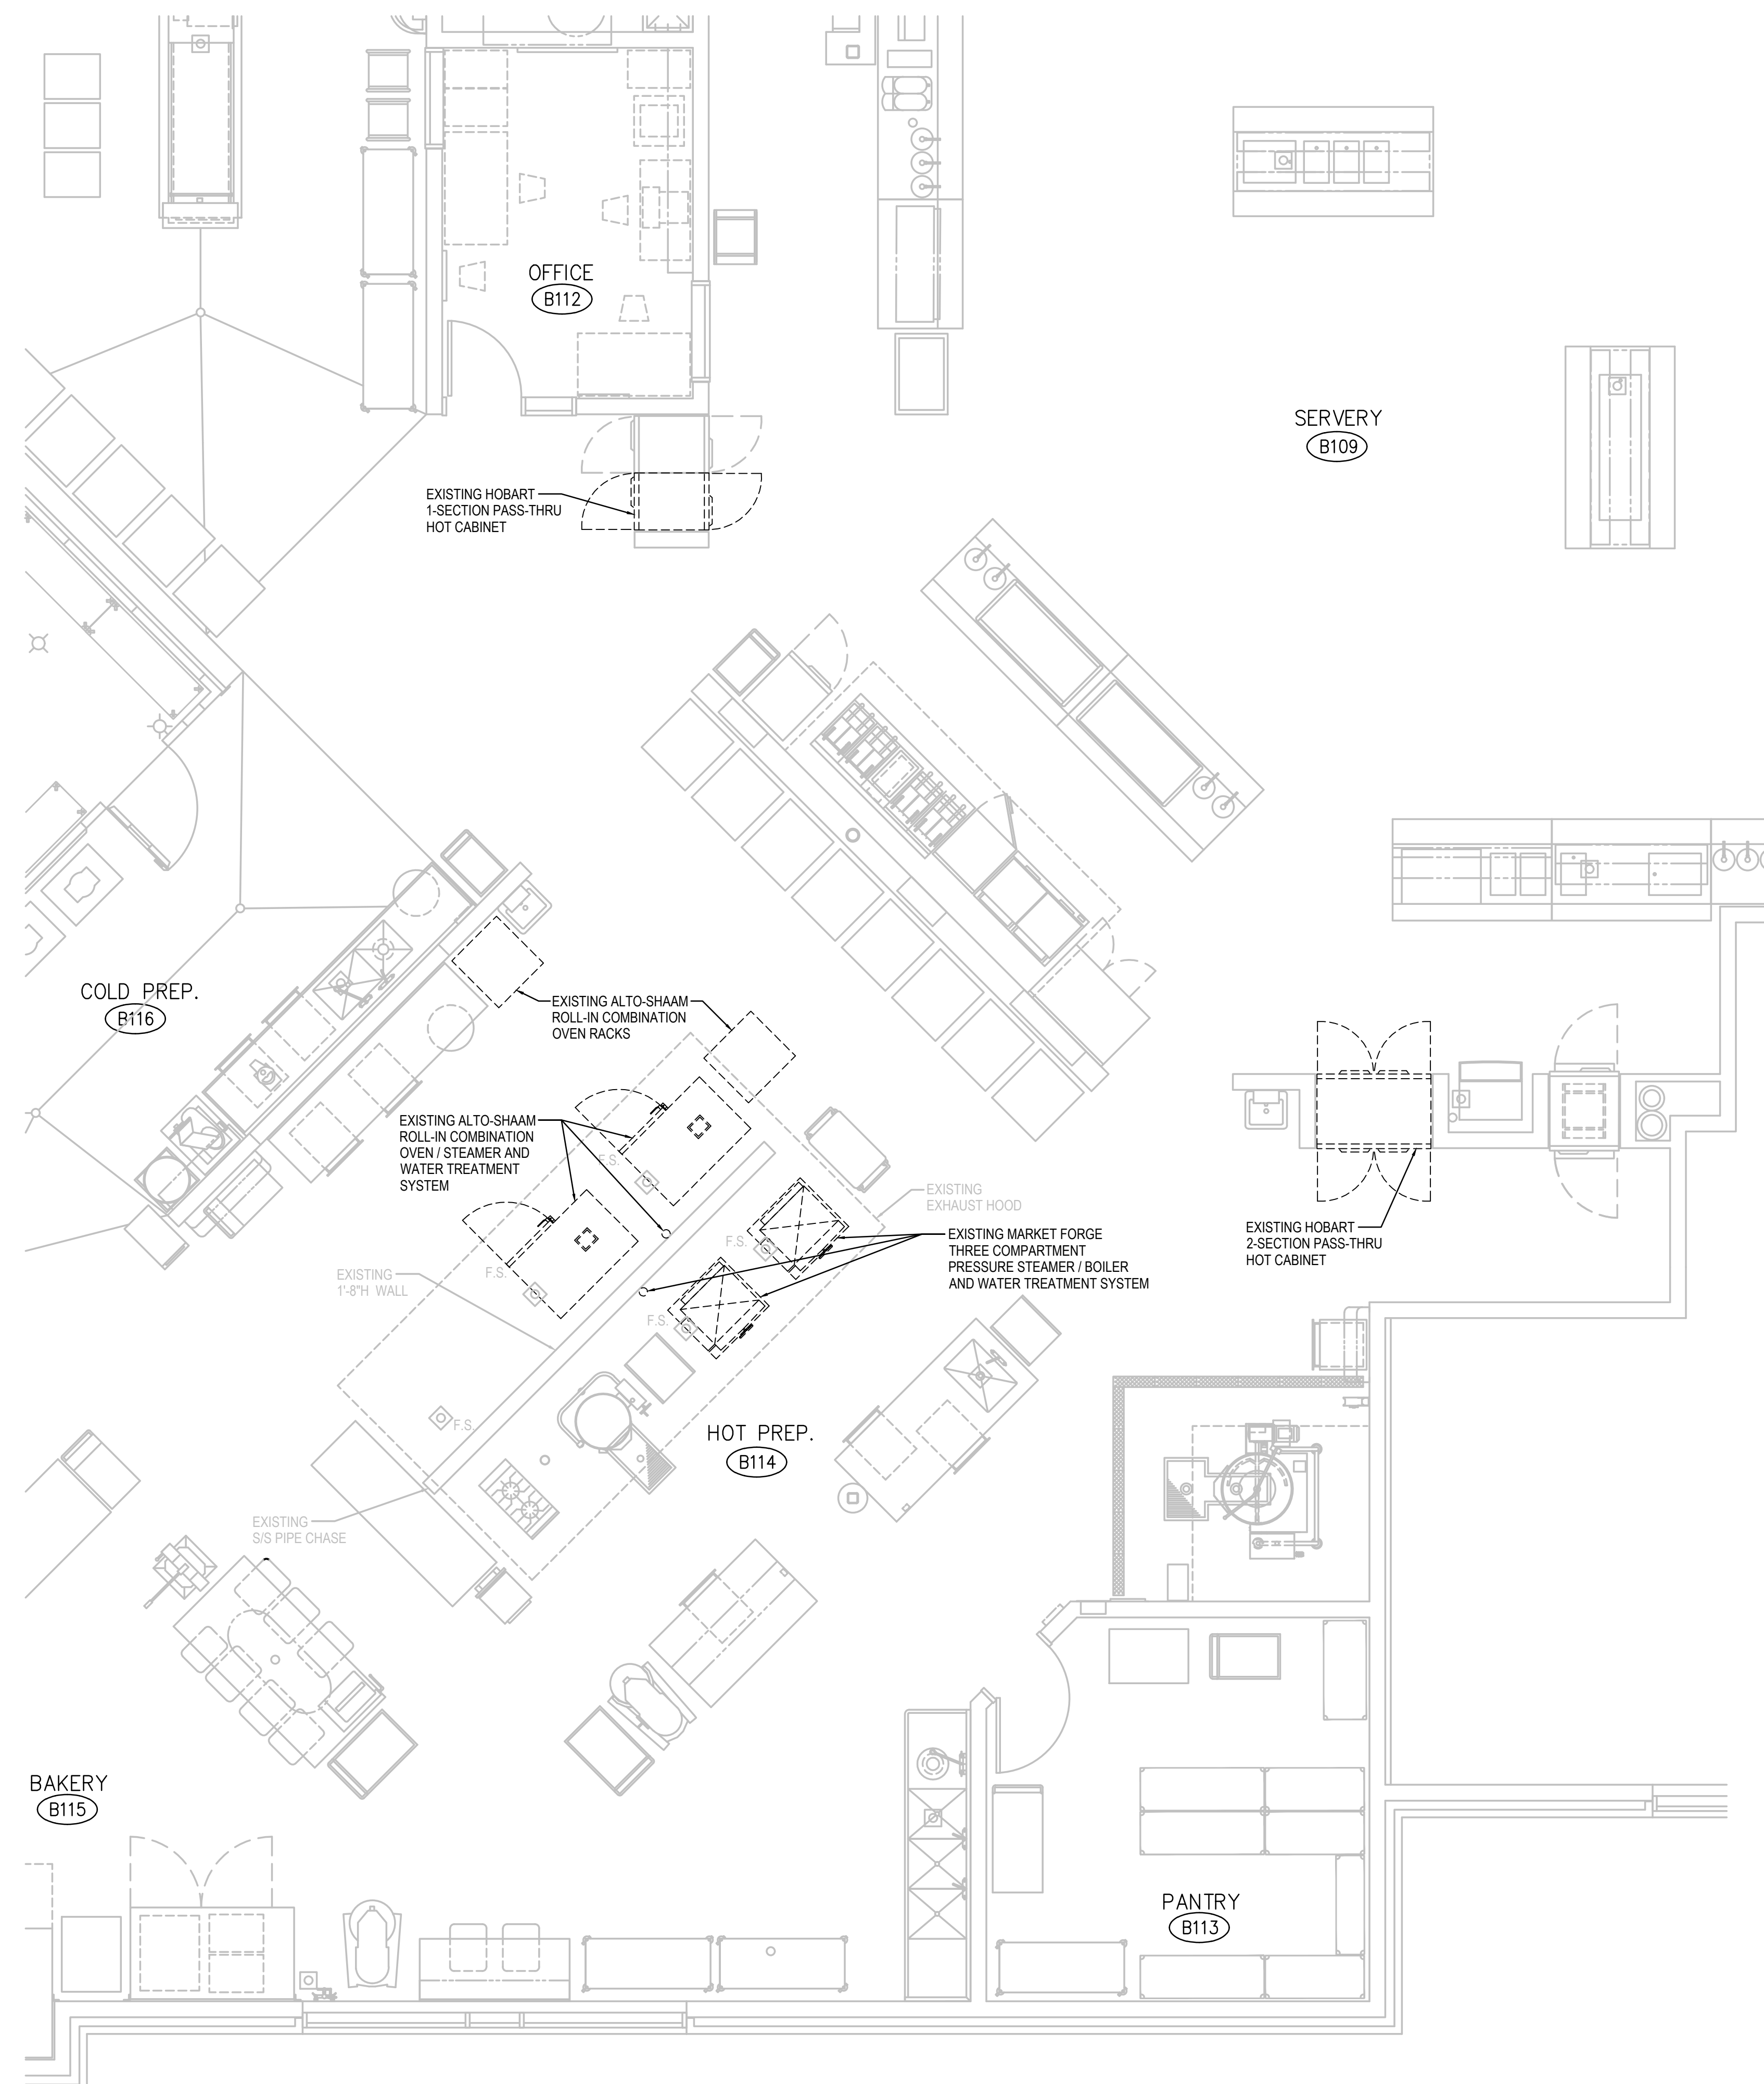 OFFICE
B112
SERVERY
B109
EXISTING HOBART
1-SECTION PASS-THRU
HOT CABINET
COLD PREP.
B116
EXISTING ALTO-SHAAM
ROLL-IN COMBINATION
OVEN RACKS
EXISTING ALTO-SHAAM
ROLL-IN COMBINATION
OVEN / STEAMER AND
WATER TREATMENT
SYSTEM
F.S.
F.S.
EXISTING
EXHAUST HOOD
EXISTING MARKET FORGE
THREE COMPARTMENT
PRESSURE STEAMER / BOILER
AND WATER TREATMENT SYSTEM
F.S.
F.S.
EXISTING HOBART
2-SECTION PASS-THRU
HOT CABINET
EXISTING
1'-8"H WALL
F.S.
HOT PREP.
B114
EXISTING
S/S PIPE CHASE
BAKERY
B115
PANTRY
B113